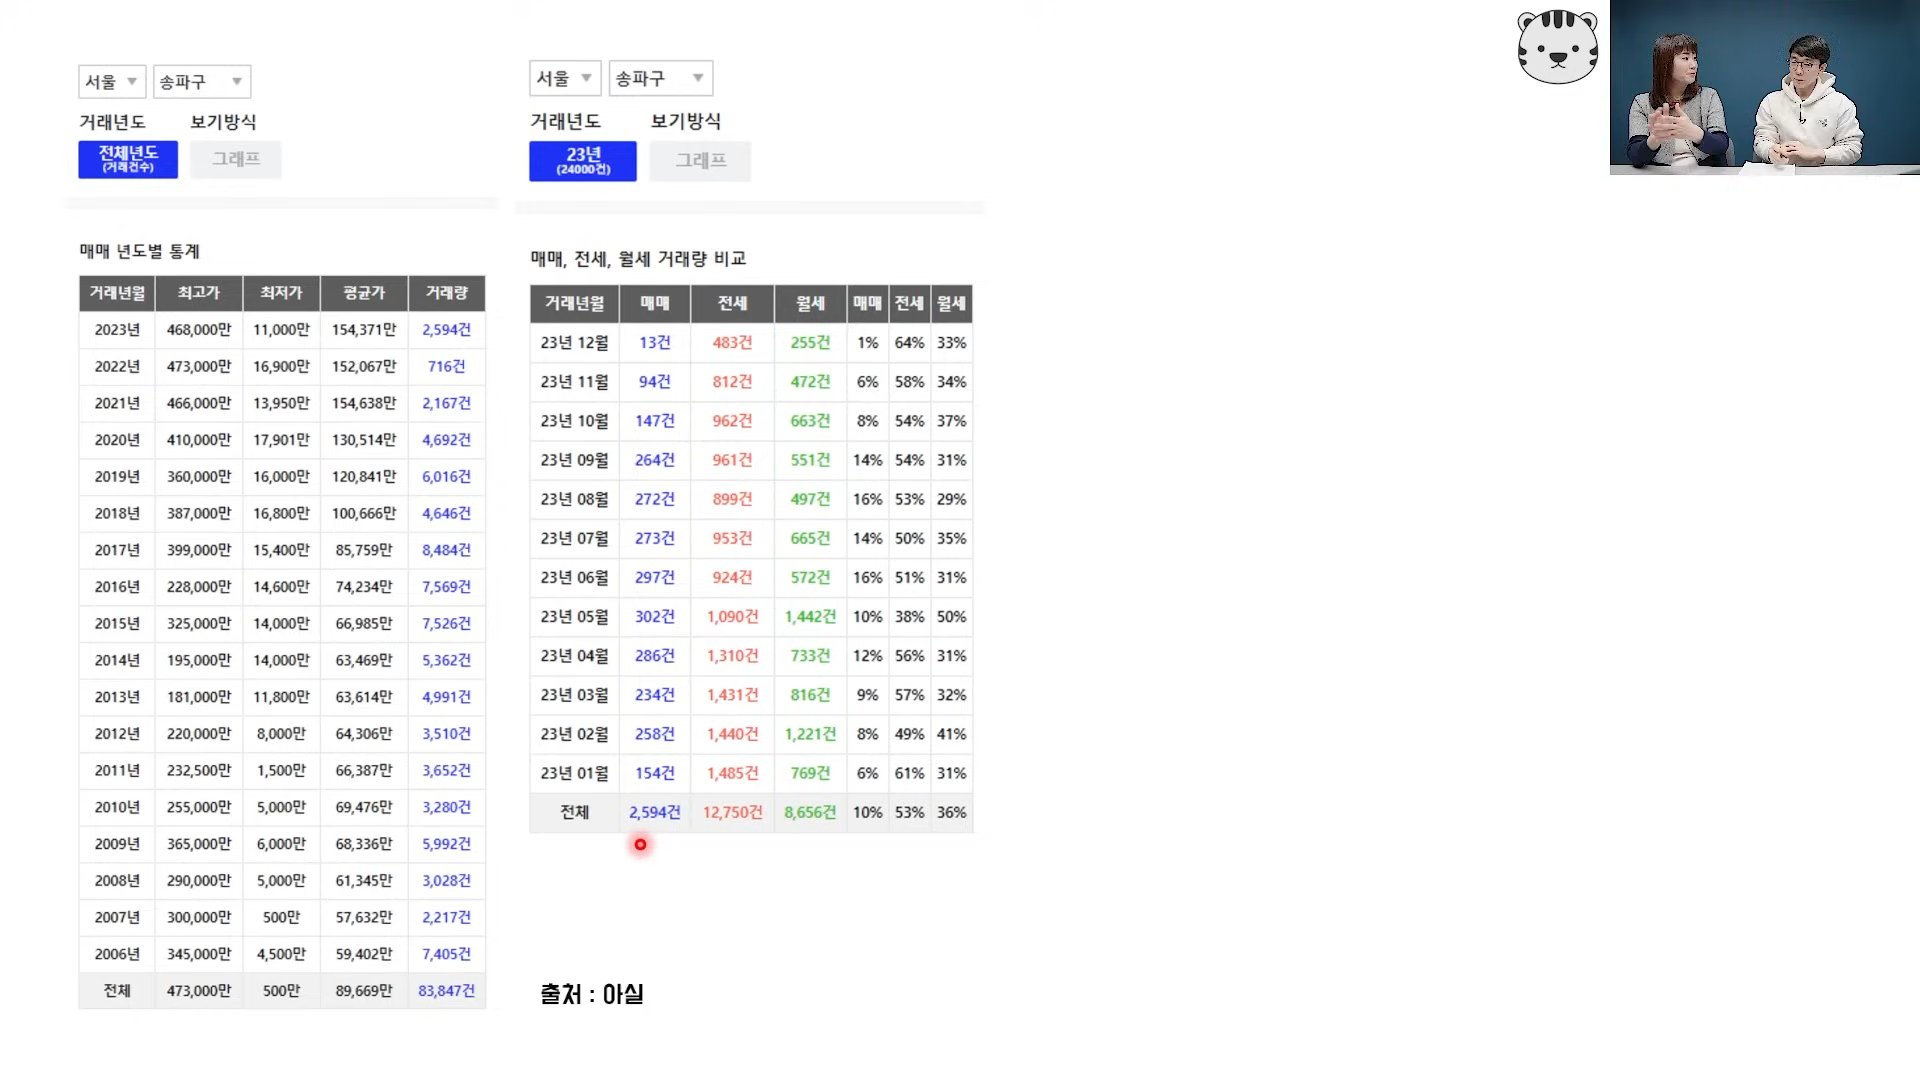 서울 송파구
거래년도 보기방식
전체년도 그래프
(거래건수)
매매 년도별 통계
거래년월 최고가 최저가 평균가 거래량
2023년 468,000만 11,000만 154,371만 2,594건
2022년 473,000만 16,900만 152,067만 716건
2021년 466,000만 13,950만 154,638만 2,167건
2020년 410,000만 17,901만 130,514만 4,692건
2019년 360,000만 16,000만 120,841만 6,016건
2018년 387,000만 16,800만 100,666만 4,646건
2017년 399,000만 15,400만 85,759만 8,484건
2016년 228,000만 14,600만 74,234만 7,569건
2015년 325,000만 14,000만 66,985만 7,526건
2014년 195,000만 14,000만 63,469만 5,362건
2013년 181,000만 11,800만 63,614만 4,991건
2012년 220,000만 8,000만 64,306만 3,510건
2011년 232,500만 1,500만 66,387만 3,652건
2010년 255,000만 5,000만 69,476만 3,280건
2009년 365,000만 6,000만 68,336만 5,992건
2008년 290,000만 5,000만 61,345만 3,028건
2007년 300,000만 500만 57,632만 2,217건
2006년 345,000만 4,500만 59,402만 7,405건
전체 473,000만 500만 89,669만 83,847건
서울 송파구
거래년도 보기방식
23년 그래프
(24000건)
매매, 전세, 월세 거래량 비교
거래년월 매매 전세 월세 매매 전세 월세
23년 12월 13건 483건 255건 1% 64% 33%
23년 11월 94건 812건 472건 6% 58% 34%
23년 10월 147건 962건 663건 8% 54% 37%
23년 09월 264건 961건 551건 14% 54% 31%
23년 08월 272건 899건 497건 16% 53% 29%
23년 07월 273건 953건 665건 14% 50% 35%
23년 06월 297건 924건 572건 16% 51% 31%
23년 05월 302건 1,090건 1,442건 10% 38% 50%
23년 04월 286건 1,310건 733건 12% 56% 31%
23년 03월 234건 1,431건 816건 9% 57% 32%
23년 02월 258건 1,440건 1,221건 8% 49% 41%
23년 01월 154건 1,485건 769건 6% 61% 31%
전체 2,594건 12,750건 8,656건 10% 53% 36%
출처 : 아실